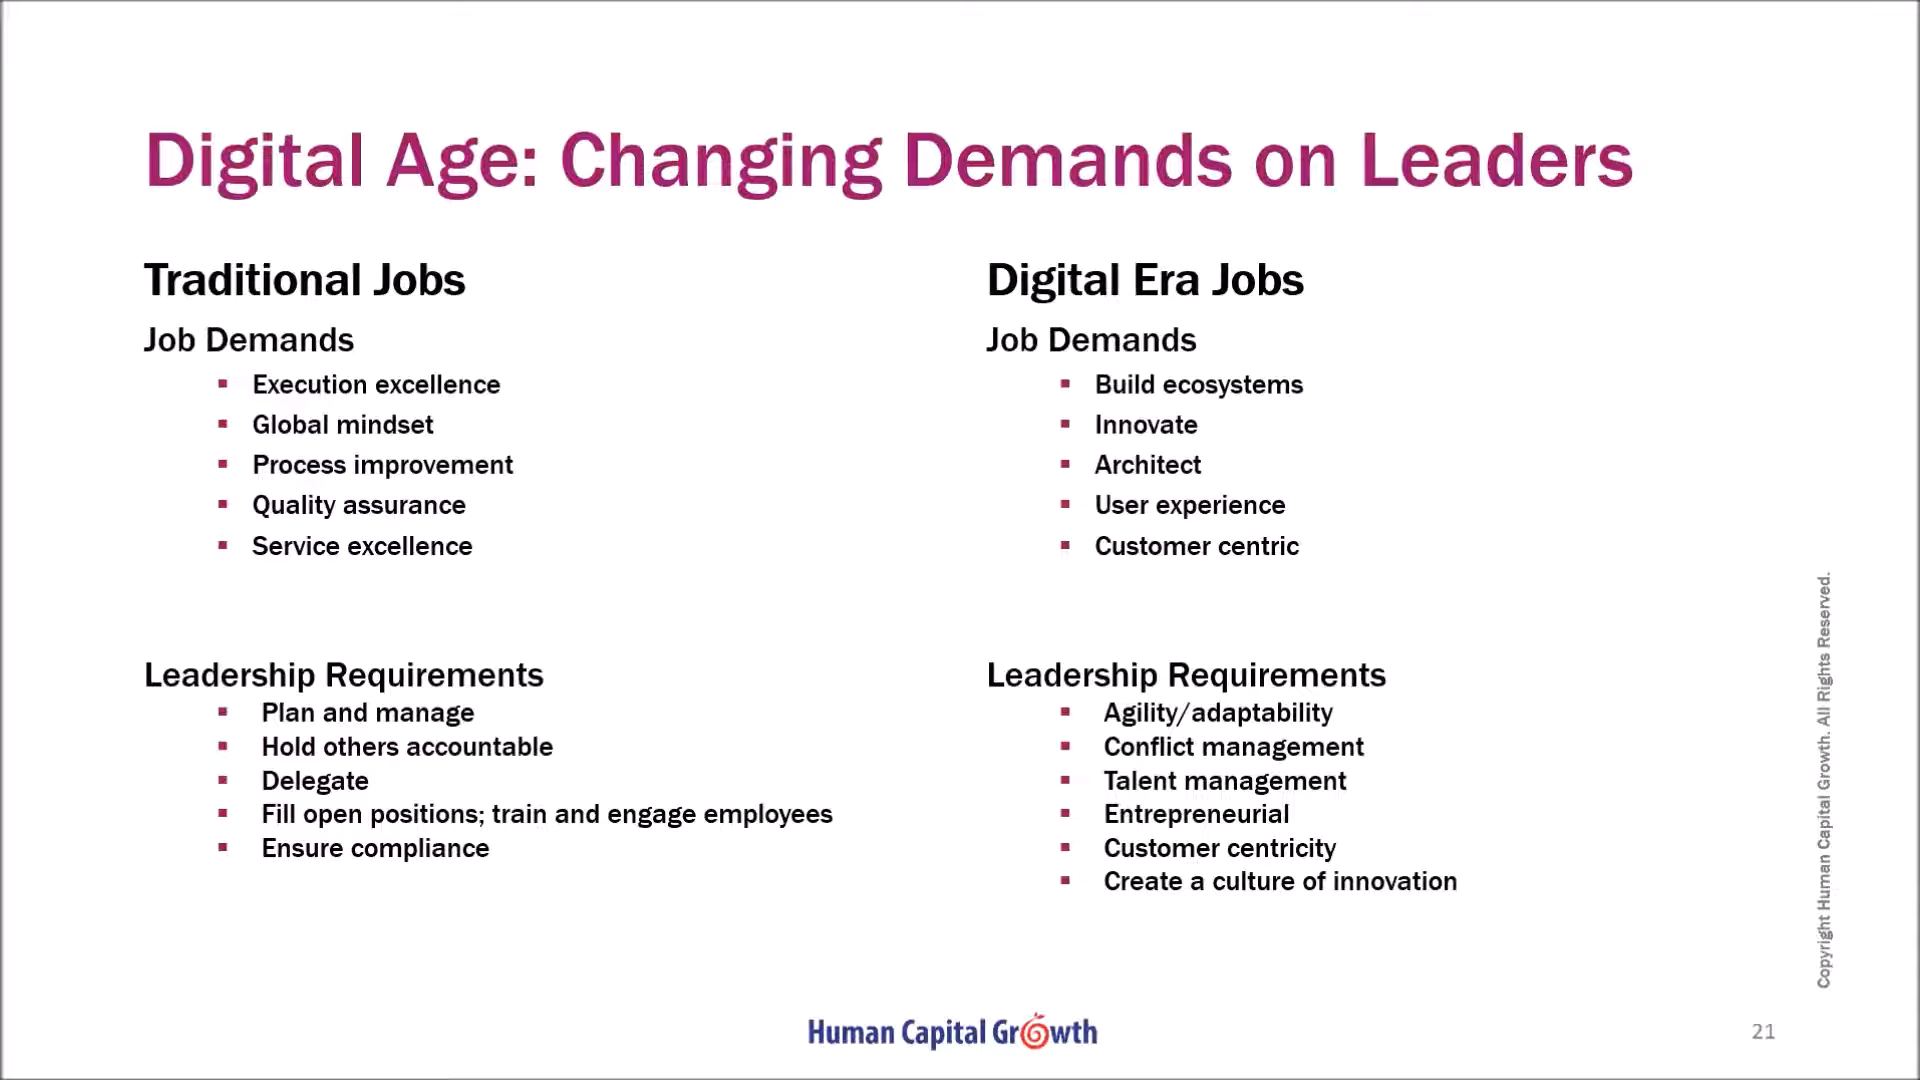 Digital Age: Changing Demands on Leaders
Traditional Jobs
Job Demands
Execution excellence
Global mindset
Process improvement
Quality assurance
Service excellence
Leadership Requirements
Plan and manage
Hold others accountable
Delegate
Fill open positions; train and engage employees
Ensure compliance
Digital Era Jobs
Job Demands
Build ecosystems
Innovate
Architect
User experience
Customer centric
Leadership Requirements
Agility/adaptability
Conflict management
Talent management
Entrepreneurial
Customer centricity
Create a culture of innovation
Copyright Human Capital Growth. All Rights Reserved.
Human Capital Growth
21